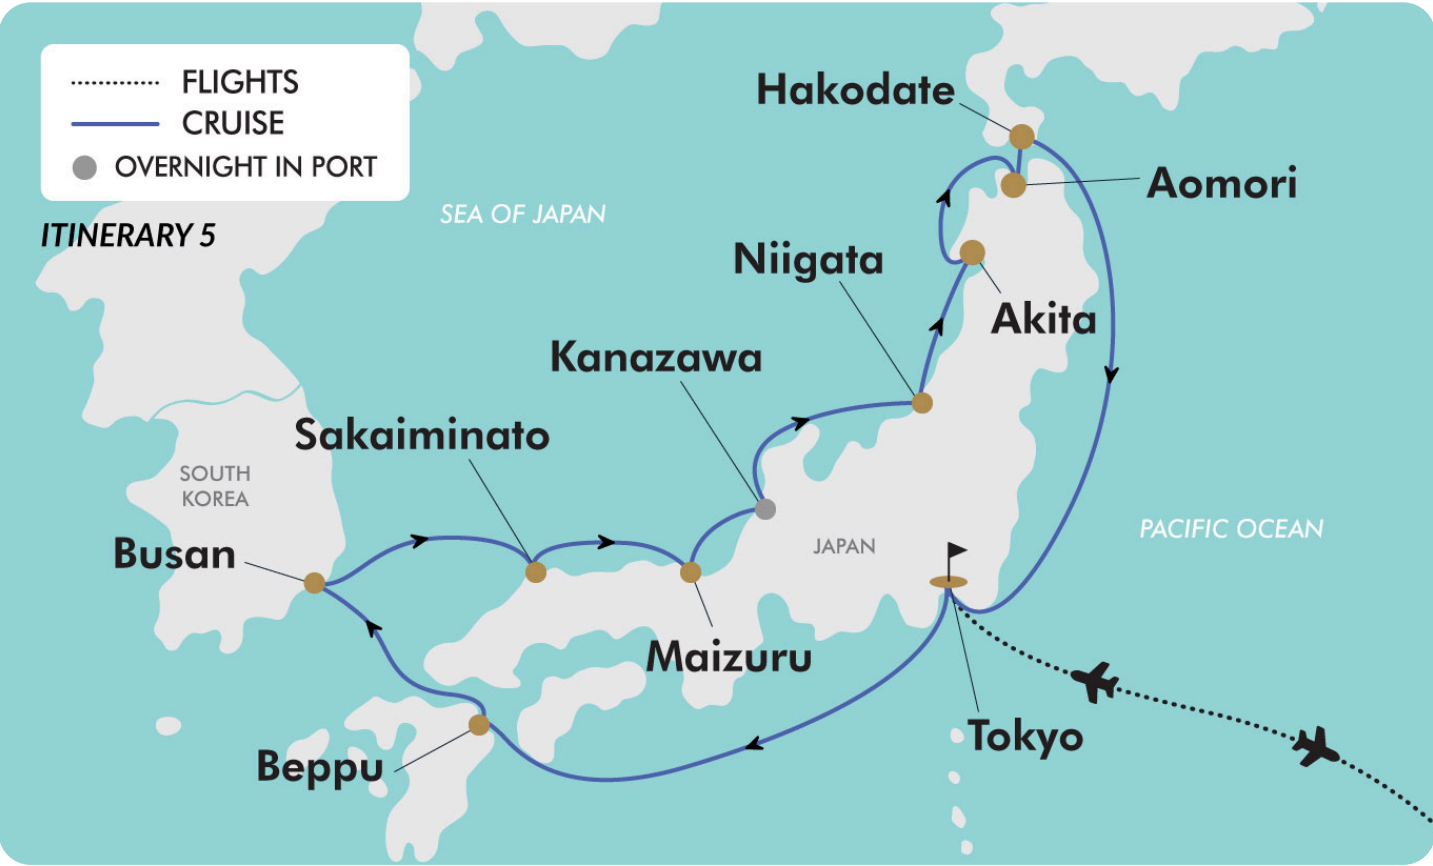 FLIGHTS
CRUISE
OVERNIGHT IN PORT
ITINERARY 5
SEA OF JAPAN
Hakodate
Aomori
Niigata
Akita
Kanazawa
Sakaiminato
SOUTH
KOREA
Busan
JAPAN
PACIFIC OCEAN
Maizuru
Tokyo
Beppu